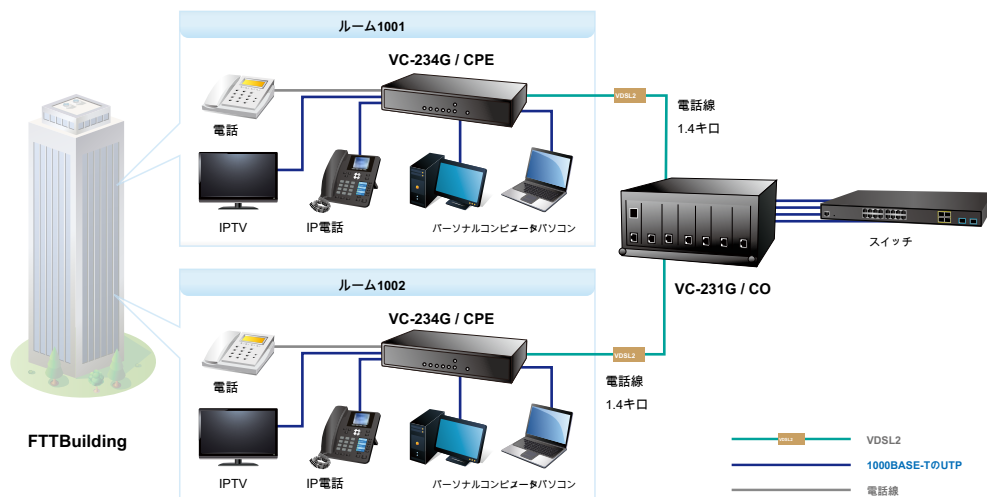 ルーム1001
VC-234G / CPE
VDSL2
電話線
1.4キロ
電話
IPTV
IP電話
パーソナルコンピュータ
パソコン
VC-231G / CO
スイッチ
ルーム1002
VC-234G / CPE
VDSL2
電話線
1.4キロ
電話
IPTV
IP電話
パーソナルコンピュータ
パソコン
FTTBuilding
VDSL2
VDSL2
1000BASE-TのUTP
電話線